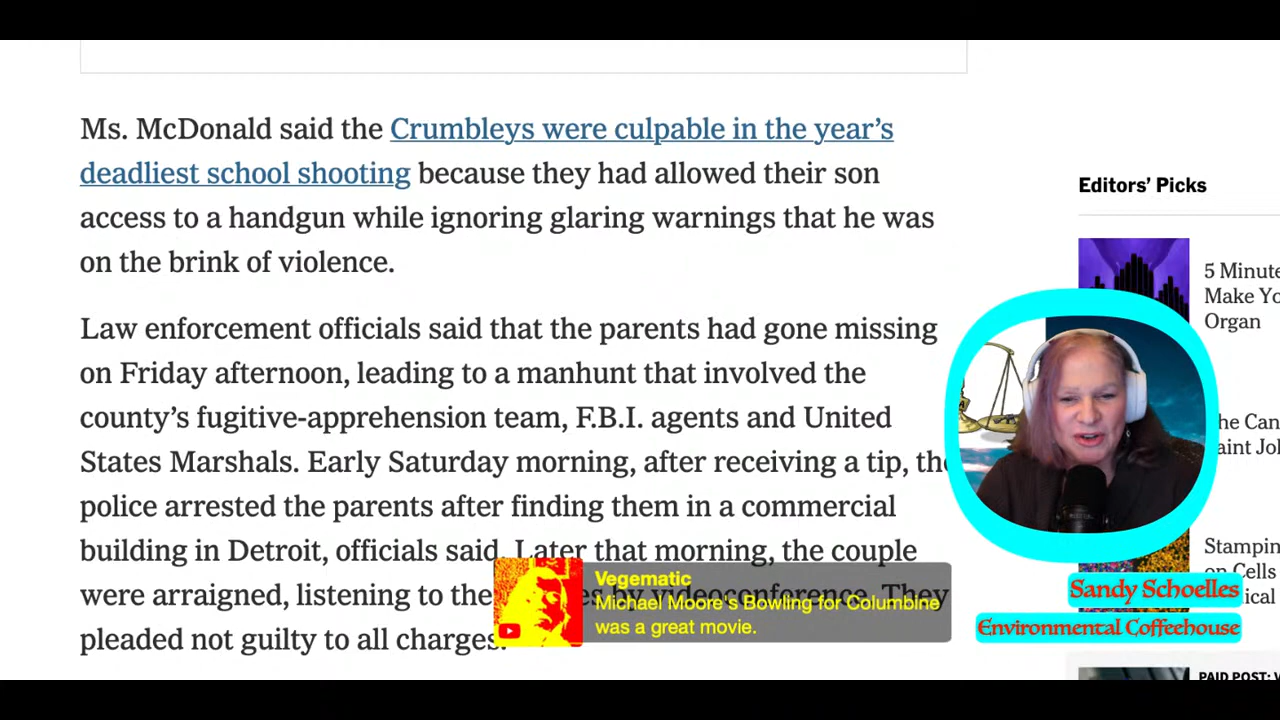 Ms. McDonald said the Crumbleys were culpable in the year's
deadliest school shooting because they had allowed their son
access to a handgun while ignoring glaring warnings that he was
on the brink of violence.
Law enforcement officials said that the parents had gone missing
on Friday afternoon, leading to a manhunt that involved the
county's fugitive-apprehension team, F.B.I. agents and United
States Marshals. Early Saturday morning, after receiving a tip,
police arrested the parents after finding them in a commercial
building in Detroit, officials said. Later that morning, the couple
were arraigned, listening to the by videoconference. They
pleaded not guilty to all charges.
Vegematic
Michael Moore's Bowling for Columbine
was a great movie.
Editors' Picks
5 Minute
Make Yo
Organ
Stampin
on Cells
Sandy Schoelles
Environmental Coffeehouse
PAID POST: